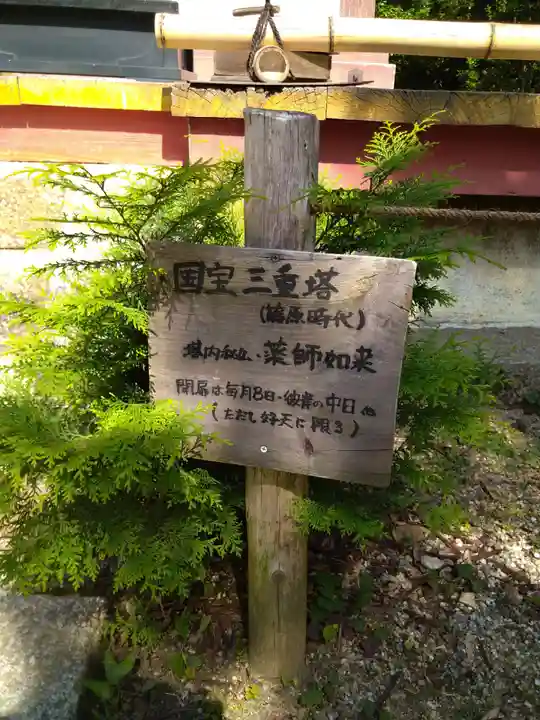 国宝三重塔
(藤原時代)
塔内秘仏・薬師如来
開扉は毎月8日・彼岸の中日他
(ただし好天に限る)